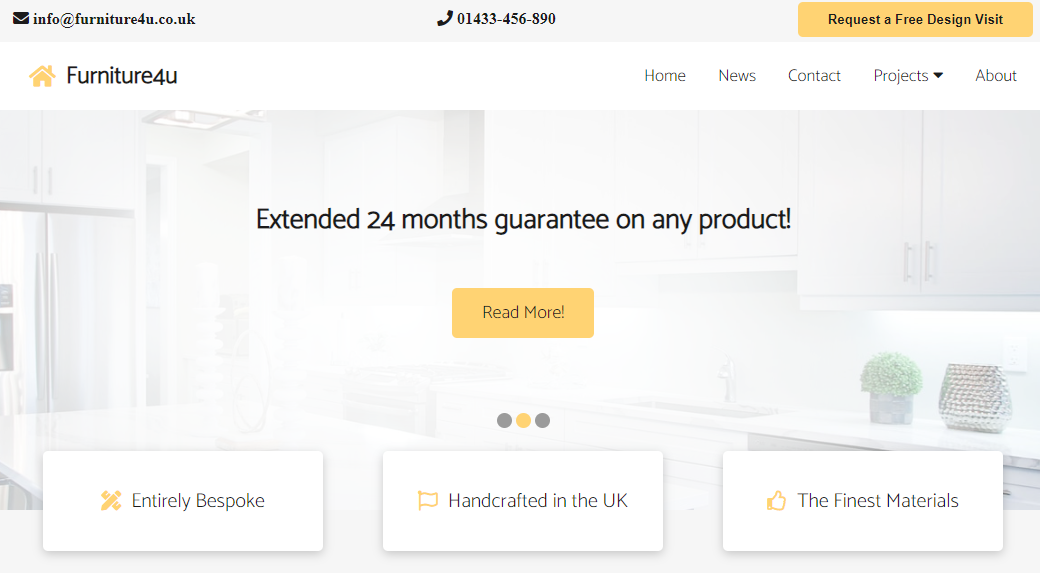 info@furniture4u.co.uk
01433-456-890
Request a Free Design Visit
Furniture4u
Home
News
Contact
Projects
About
Extended 24 months guarantee on any product!
Read More!
Entirely Bespoke
Handcrafted in the UK
The Finest Materials